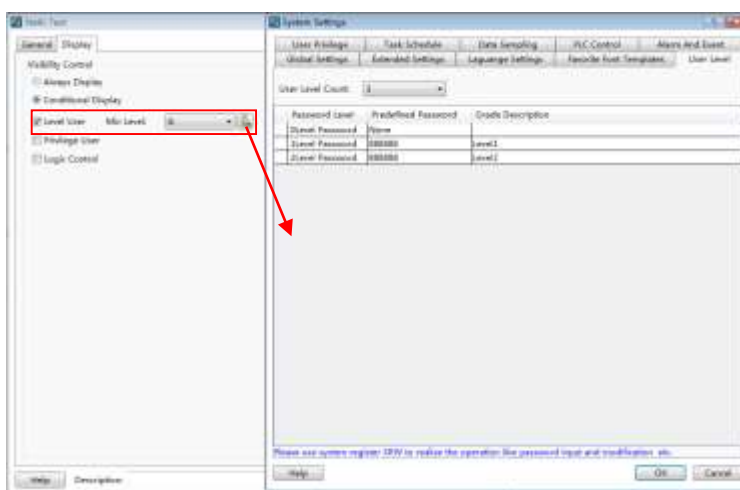 Static Text
General Display
Visibility Control
Always Display
Conditional Display
Level User Min Level: 0
Privilege User
Logic Control
Help Description
System Settings
User Privilege Task Schedule Data Sampling PLC Control Alarm And Event
Global Settings Extended Settings Laguange Settings Favorite Font Templates User Level
User Level Count: 3
Password Level Predefined Password Grade Description
0Level Password None
1Level Password 888888 Level1
2Level Password 888888 Level2
Please use system register SRW to realize the operation like password input and modification etc.
Help OK Cancel